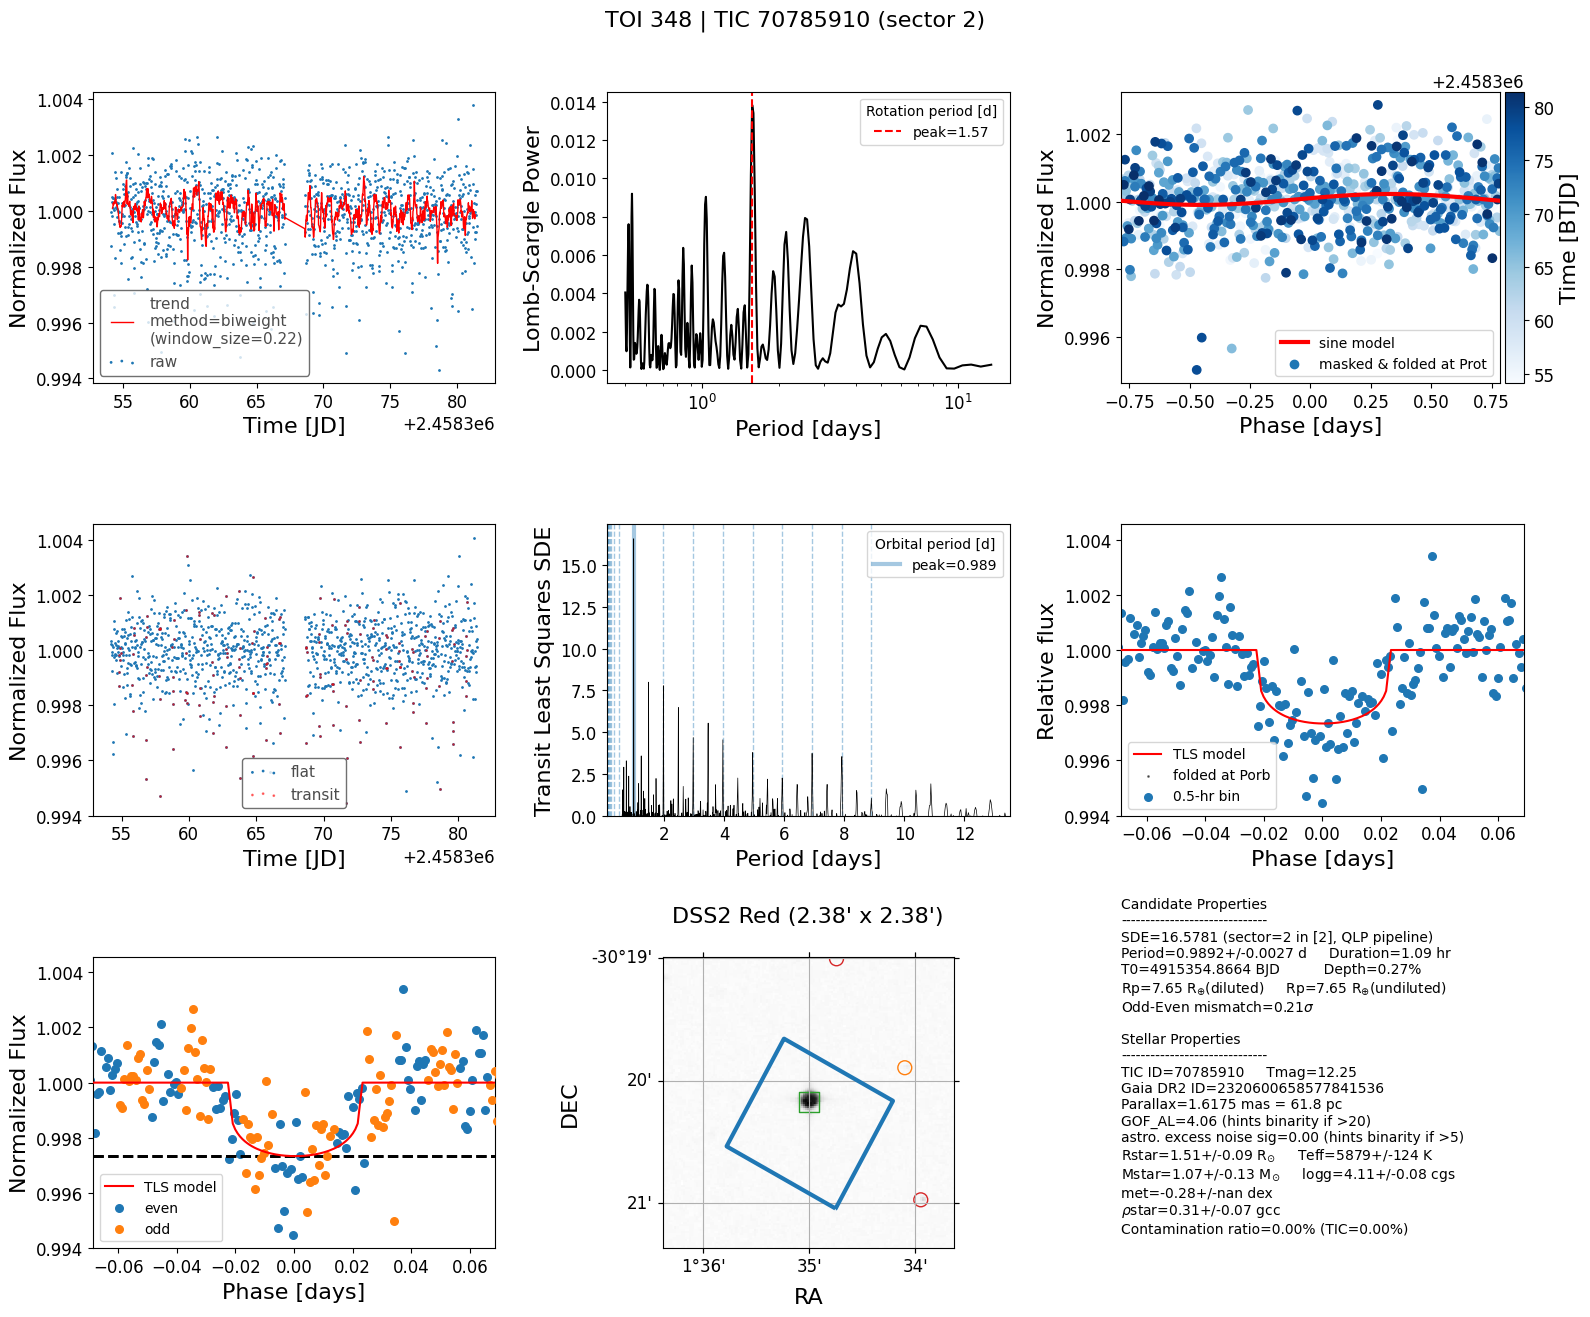 TOI 348 | TIC 70785910 (sector 2)
Normalized Flux
1.004
1.002
1.000
0.998
0.996
0.994
trend
method=biweight
(window_size=0.22)
raw
55 60 65 70 75 80
Time [JD]
+2.4583e6
Lomb-Scargle Power
0.014
0.012
0.010
0.008
0.006
0.004
0.002
0.000
Rotation period [d]
peak=1.57
10⁰ 10¹
Period [days]
Normalized Flux
1.002
1.000
0.998
0.996
sine model
masked & folded at Prot
−0.75 −0.50 −0.25 0.00 0.25 0.50 0.75
Phase [days]
+2.4583e6
80
75
70
65
60
55
Time [BTJD]
Normalized Flux
1.004
1.002
1.000
0.998
0.996
0.994
flat
transit
55 60 65 70 75 80
Time [JD]
+2.4583e6
Transit Least Squares SDE
15.0
12.5
10.0
7.5
5.0
2.5
0.0
Orbital period [d]
peak=0.989
2 4 6 8 10 12
Period [days]
Relative flux
1.004
1.002
1.000
0.998
0.996
0.994
TLS model
folded at Porb
0.5-hr bin
−0.06 −0.04 −0.02 0.00 0.02 0.04 0.06
Phase [days]
Normalized Flux
1.004
1.002
1.000
0.998
0.996
0.994
TLS model
even
odd
−0.06 −0.04 −0.02 0.00 0.02 0.04 0.06
Phase [days]
DSS2 Red (2.38' x 2.38')
DEC
-30°19'
20'
21'
1°36' 35' 34'
RA
Candidate Properties
------------------------------
SDE=16.5781 (sector=2 in [2], QLP pipeline)
Period=0.9892+/-0.0027 d Duration=1.09 hr
T0=4915354.8664 BJD Depth=0.27%
Rp=7.65 R⊕(diluted) Rp=7.65 R⊕(undiluted)
Odd-Even mismatch=0.21σ
Stellar Properties
------------------------------
TIC ID=70785910 Tmag=12.25
Gaia DR2 ID=2320600658577841536
Parallax=1.6175 mas = 61.8 pc
GOF_AL=4.06 (hints binarity if >20)
astro. excess noise sig=0.00 (hints binarity if >5)
Rstar=1.51+/-0.09 R⊙ Teff=5879+/-124 K
Mstar=1.07+/-0.13 M⊙ logg=4.11+/-0.08 cgs
met=-0.28+/-nan dex
ρstar=0.31+/-0.07 gcc
Contamination ratio=0.00% (TIC=0.00%)